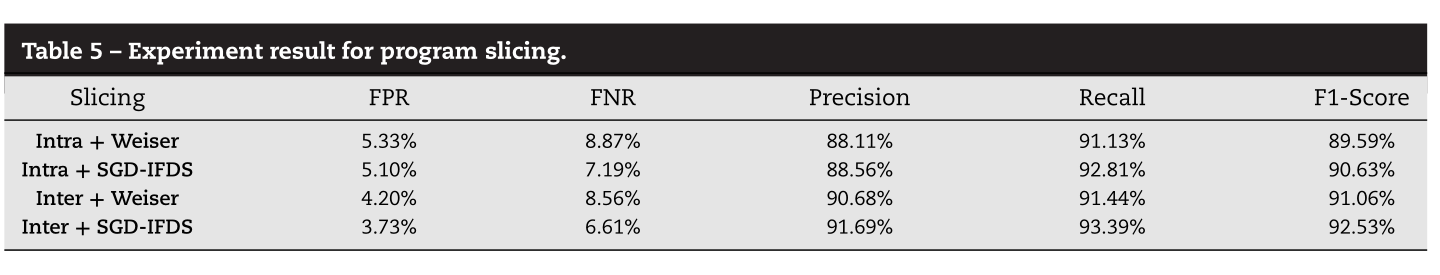 Table 5 – Experiment result for program slicing.
Slicing FPR FNR Precision Recall F1-Score
Intra + Weiser 5.33% 8.87% 88.11% 91.13% 89.59%
Intra + SGD-IFDS 5.10% 7.19% 88.56% 92.81% 90.63%
Inter + Weiser 4.20% 8.56% 90.68% 91.44% 91.06%
Inter + SGD-IFDS 3.73% 6.61% 91.69% 93.39% 92.53%